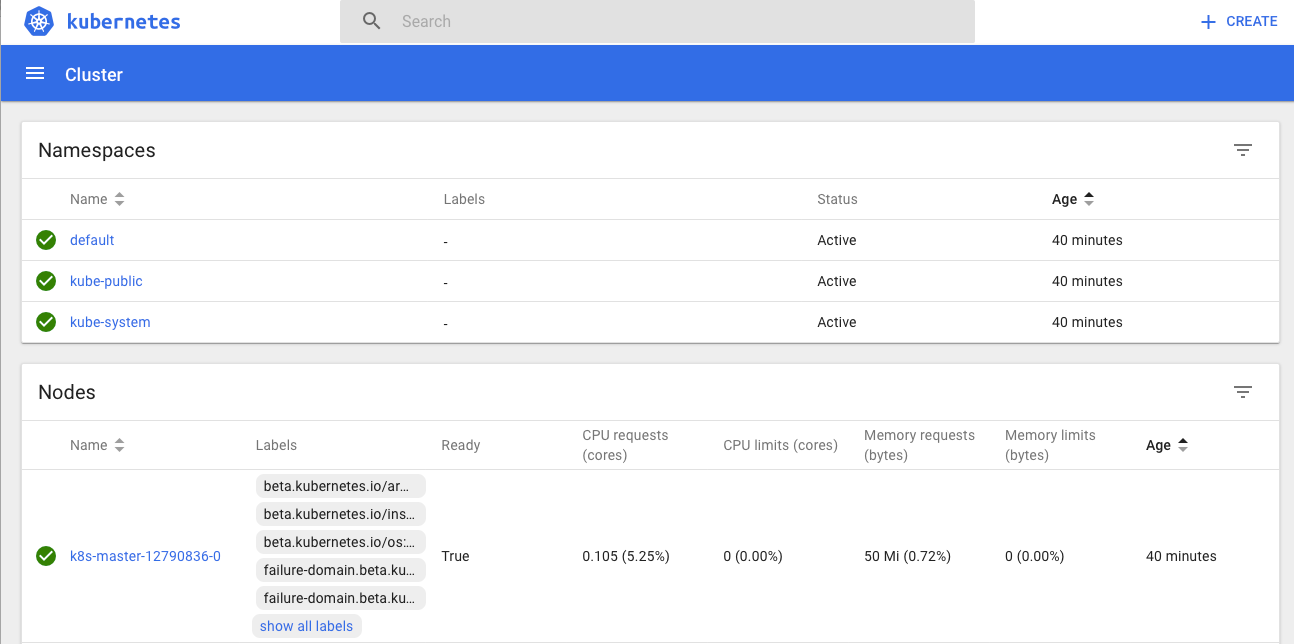 kubernetes
Search
CREATE
Cluster
Namespaces
Name Labels Status Age
default - Active 40 minutes
kube-public - Active 40 minutes
kube-system - Active 40 minutes
Nodes
Name Labels Ready CPU requests (cores) CPU limits (cores) Memory requests (bytes) Memory limits (bytes) Age
beta.kubernetes.io/ar...
beta.kubernetes.io/ins...
beta.kubernetes.io/os:...
k8s-master-12790836-0 True 0.105 (5.25%) 0 (0.00%) 50 Mi (0.72%) 0 (0.00%) 40 minutes
failure-domain.beta.ku...
failure-domain.beta.ku...
show all labels